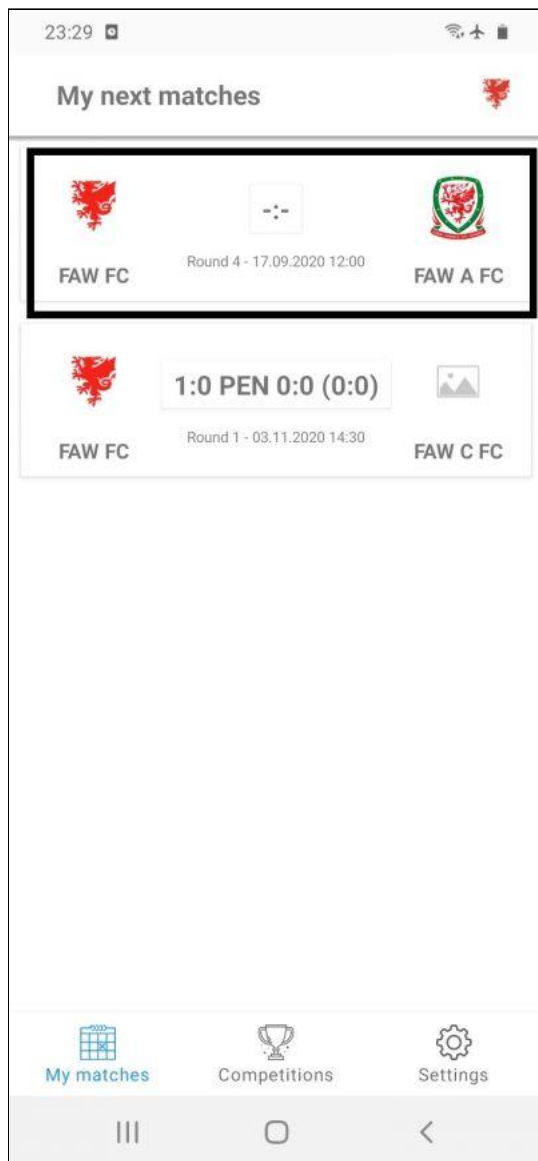 23:29
My next matches
-:-
Round 4 - 17.09.2020 12:00
FAW FC
FAW A FC
1:0 PEN 0:0 (0:0)
Round 1 - 03.11.2020 14:30
FAW FC
FAW C FC
My matches
Competitions
Settings